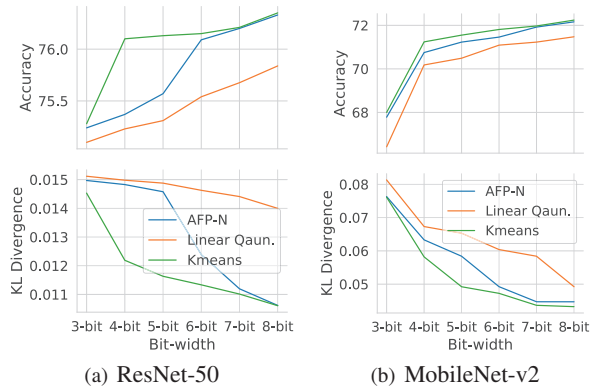 Accuracy
76.0
75.5
KL Divergence
0.015
0.014
0.013
0.012
0.011
AFP-N
Linear Qaun.
Kmeans
3-bit 4-bit 5-bit 6-bit 7-bit 8-bit
Bit-width
(a) ResNet-50
Accuracy
72
70
68
KL Divergence
0.08
0.07
0.06
0.05
AFP-N
Linear Qaun.
Kmeans
3-bit 4-bit 5-bit 6-bit 7-bit 8-bit
Bit-width
(b) MobileNet-v2